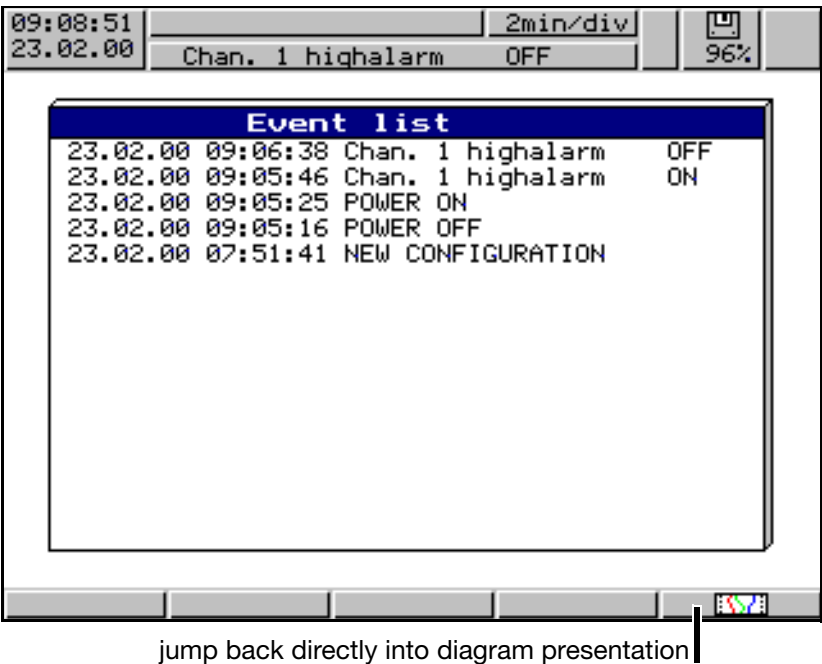 09:08:51 2min/div
23.02.00 Chan. 1 highalarm OFF 96%
Event list
23.02.00 09:06:38 Chan. 1 highalarm OFF
23.02.00 09:05:46 Chan. 1 highalarm ON
23.02.00 09:05:25 POWER ON
23.02.00 09:05:16 POWER OFF
23.02.00 07:51:41 NEW CONFIGURATION
jump back directly into diagram presentation